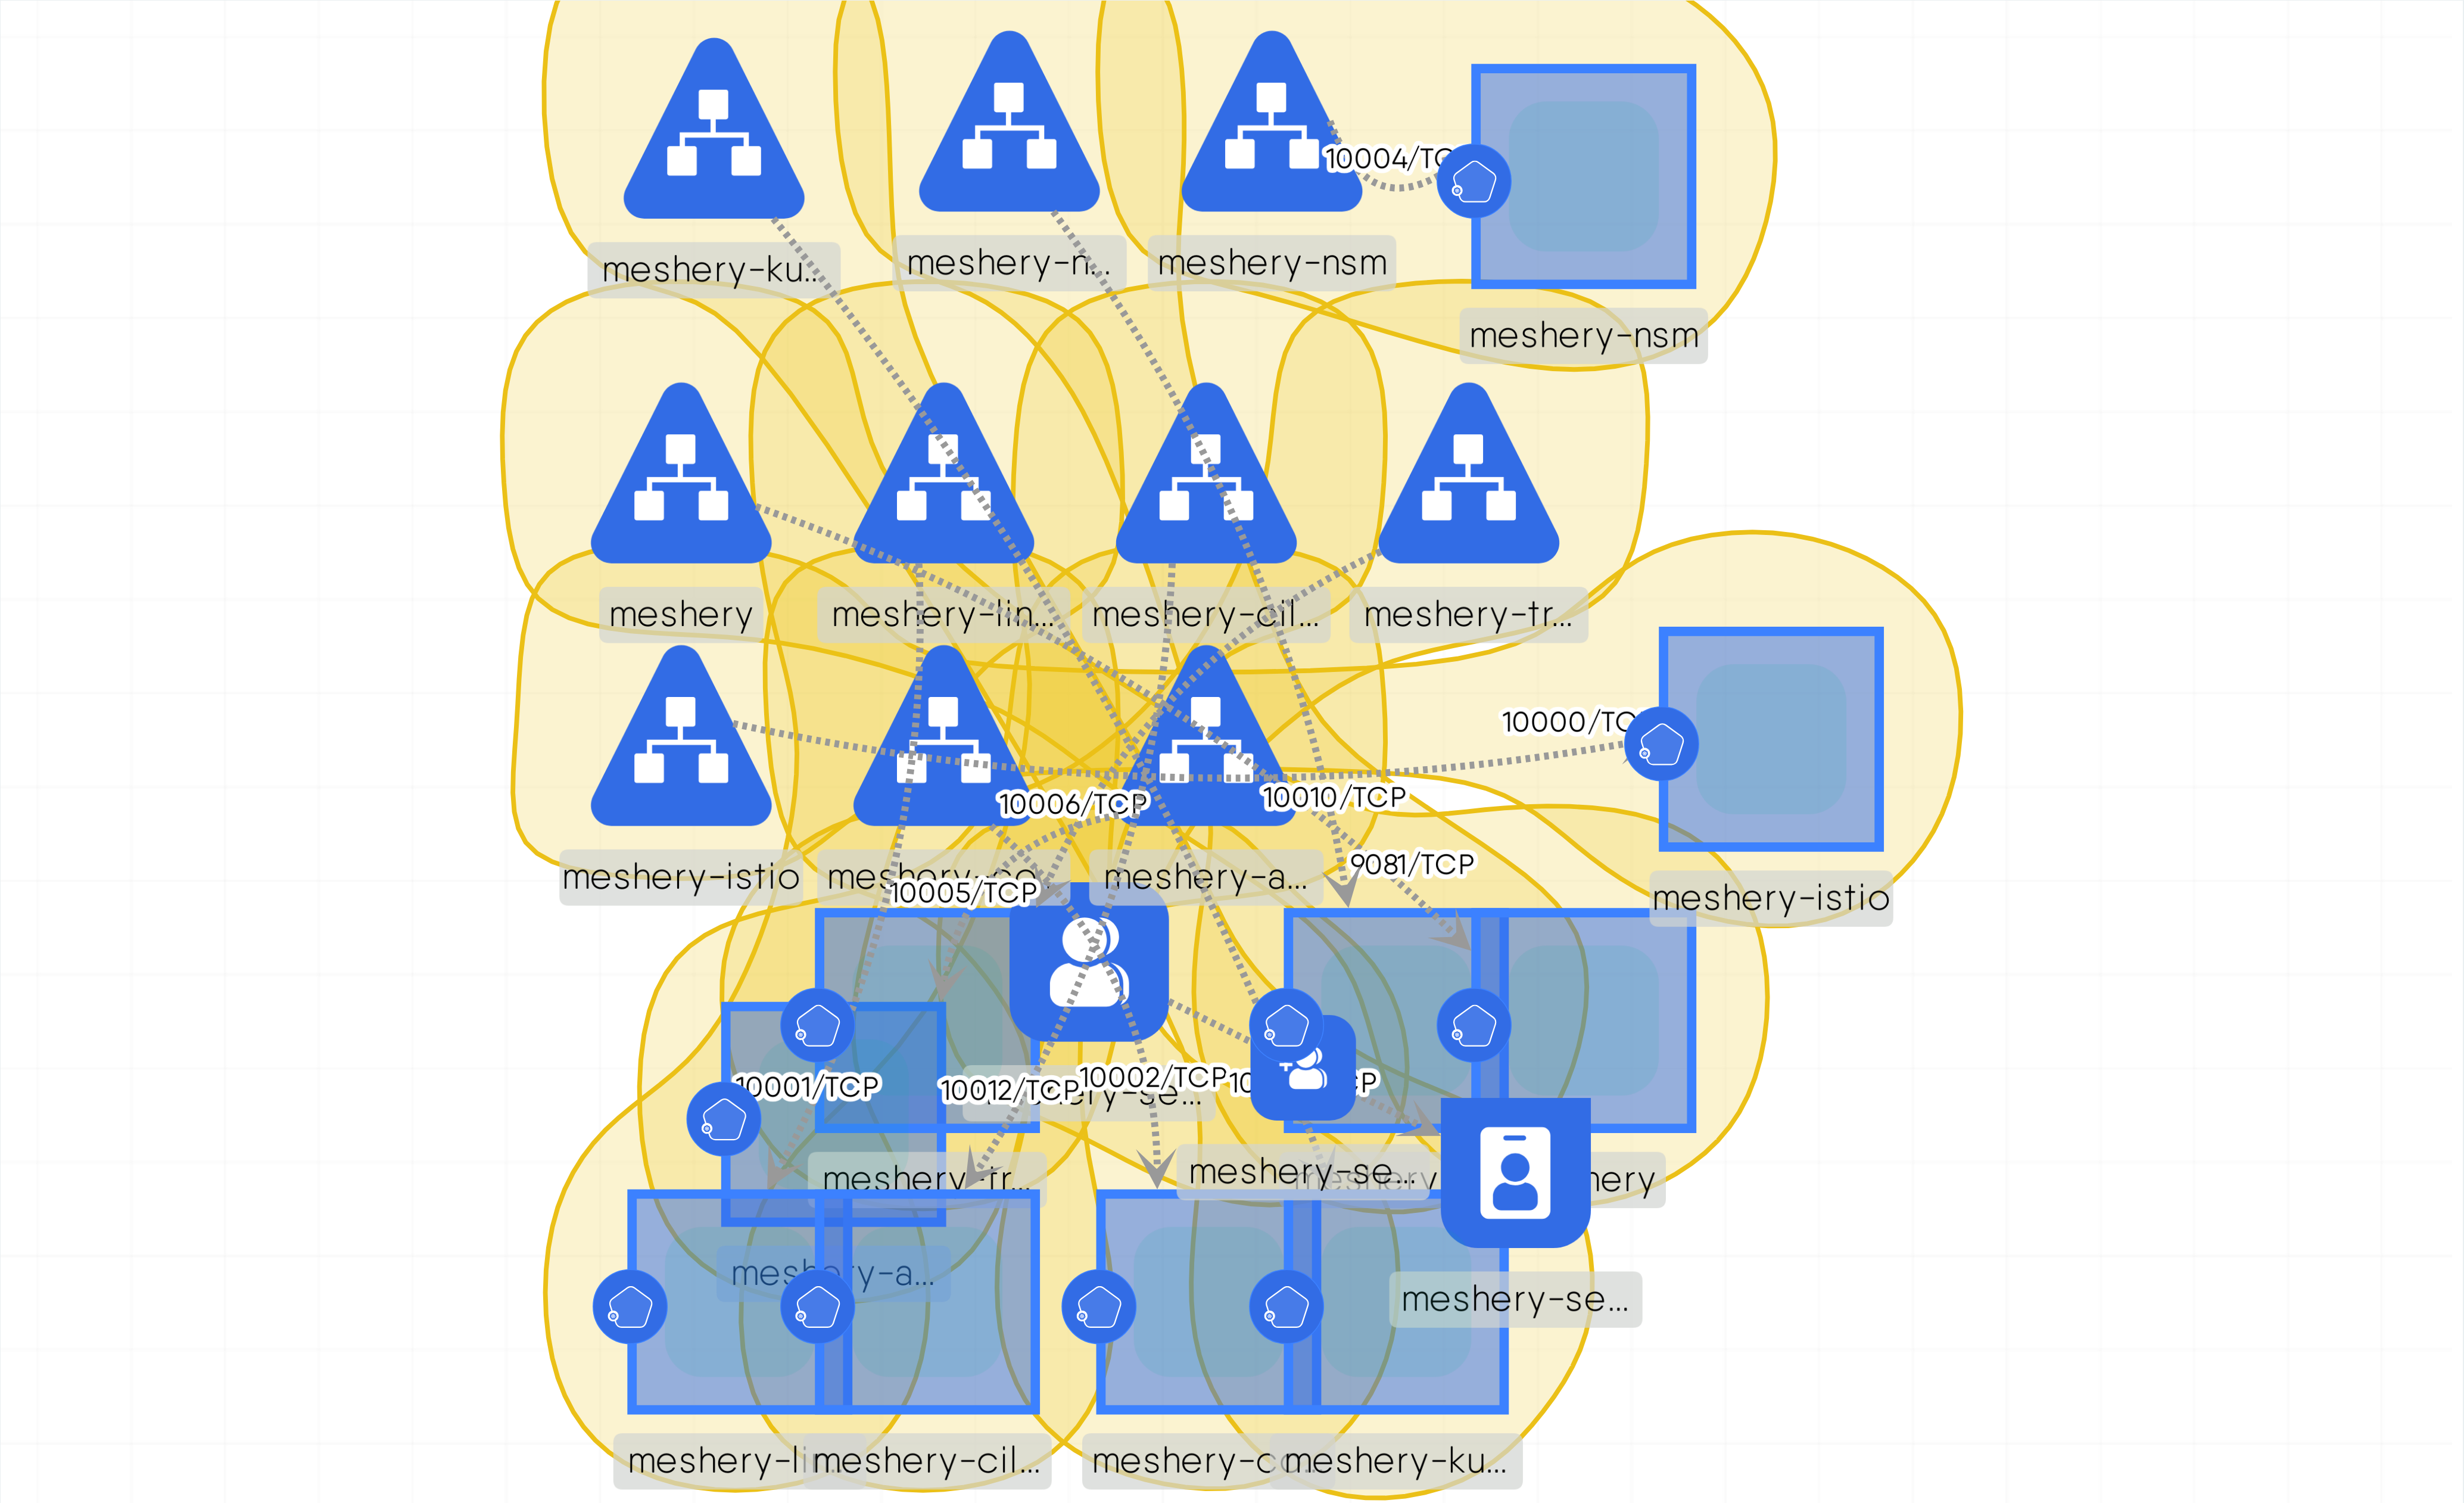 10004/TC
meshery-ku...
meshery-n...
meshery-nsm
meshery-nsm
meshery
meshery-lin...
meshery-cil...
meshery-tr...
10000/TC
10006/TCP
10010/TCP
9081/TCP
meshery-istio
meshery-co...
meshery-a...
meshery-istio
10005/TCP
10001/TCP
10012/TCP
10002/TCP
meshery-se...
meshery-tr...
meshery-se...
meshery-a...
meshery-se...
meshery-lin...
meshery-cil...
meshery-co...
meshery-ku...